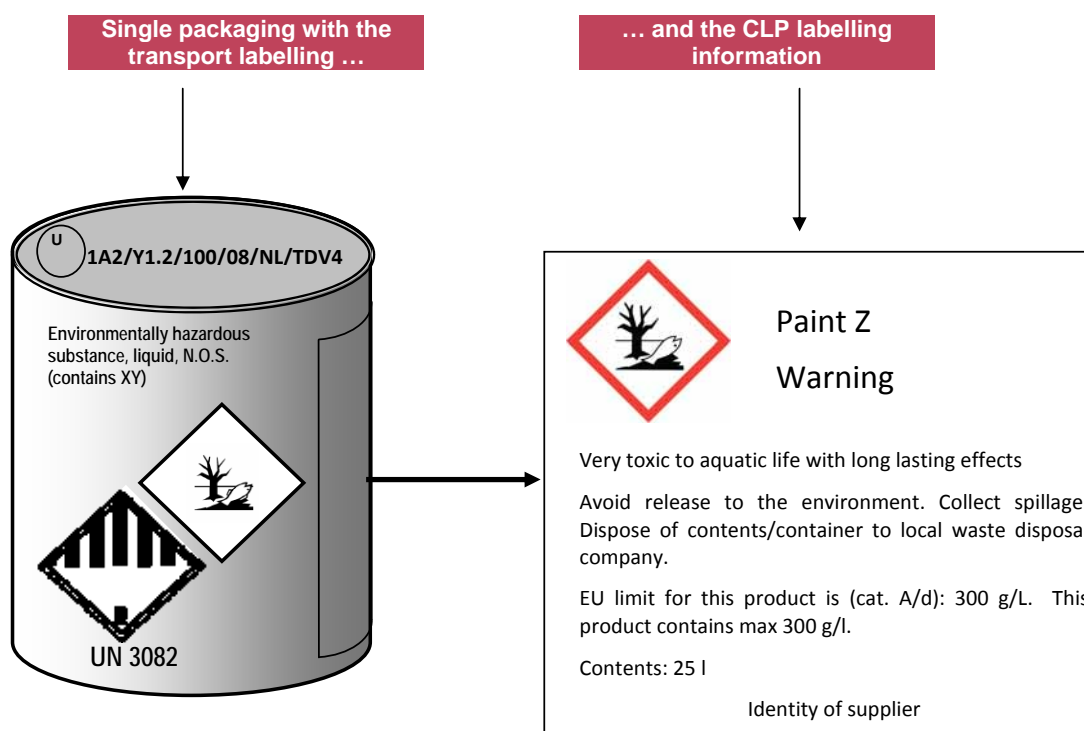 Single packaging with the
transport labelling …
… and the CLP labelling
information
U
1A2/Y1.2/100/08/NL/TDV4
Environmentally hazardous
substance, liquid, N.O.S.
(contains XY)
UN 3082
Paint Z
Warning
Very toxic to aquatic life with long lasting effects
Avoid release to the environment. Collect spillage
Dispose of contents/container to local waste disposa
company.
EU limit for this product is (cat. A/d): 300 g/L. This
product contains max 300 g/l.
Contents: 25 l
Identity of supplier